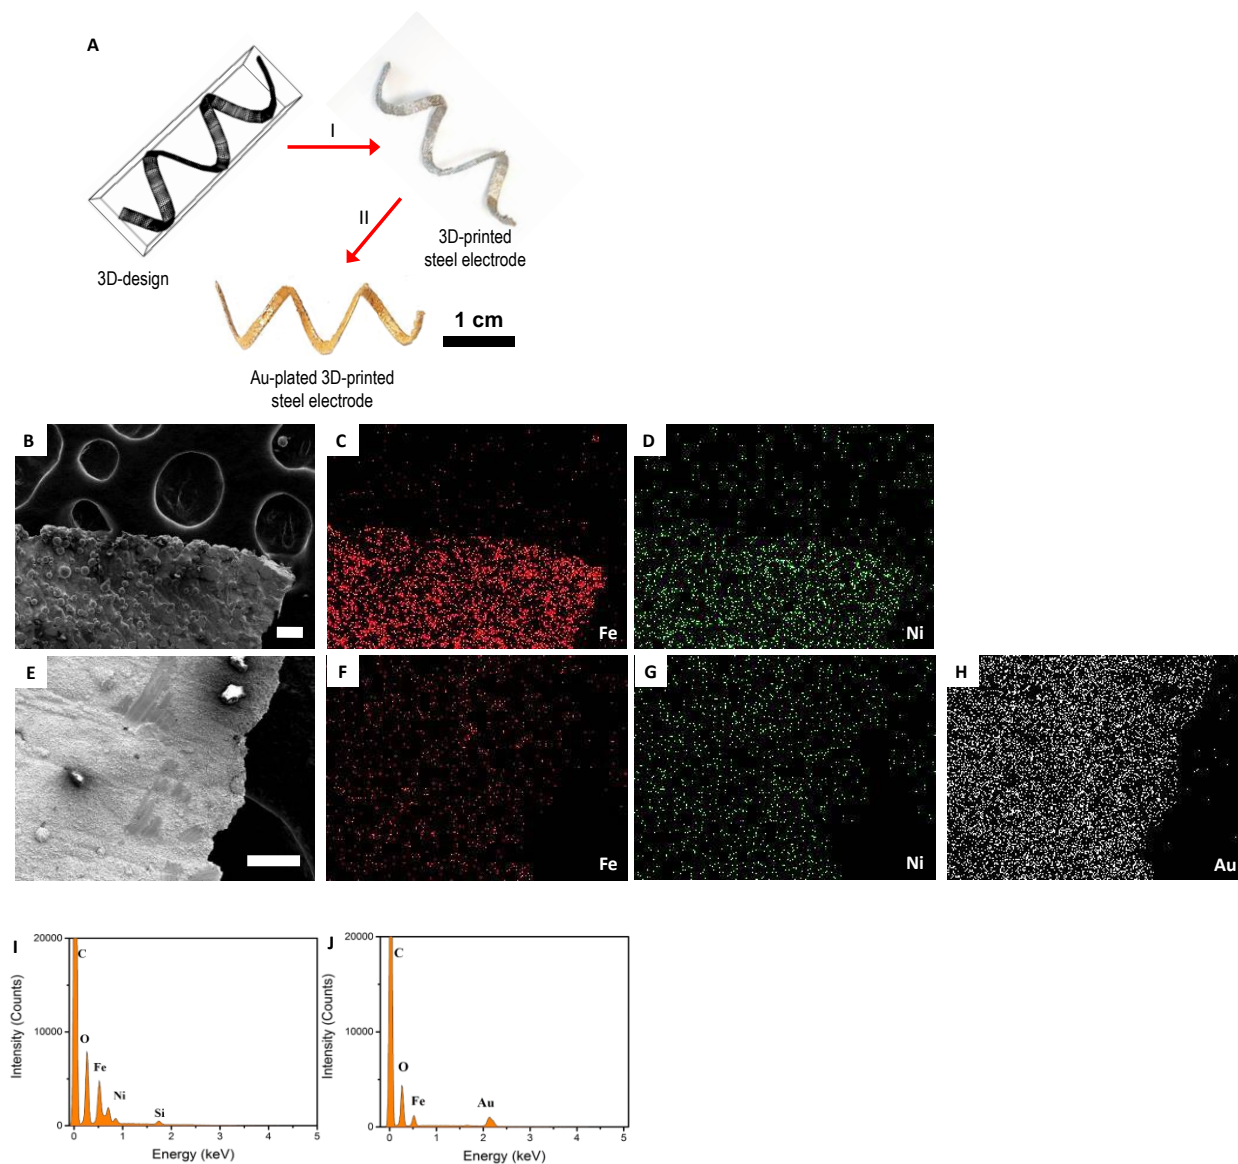 A
I
II
3D-design
3D-printed
steel electrode
1 cm
Au-plated 3D-printed
steel electrode
B
C
Fe
D
Ni
E
F
Fe
G
Ni
H
Au
I
20000
10000
0
Intensity (Counts)
C
O
Fe
Ni
Si
0 1 2 3 4 5
Energy (keV)
J
20000
10000
0
Intensity (Counts)
C
O
Fe
Au
0 1 2 3 4 5
Energy (keV)